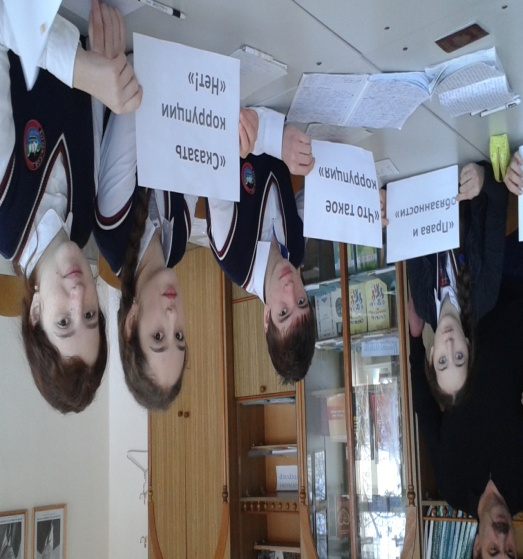 «Сказать
коррупции
«Нет!»
«Что такое
коррупция»
«Права и
обязанности»